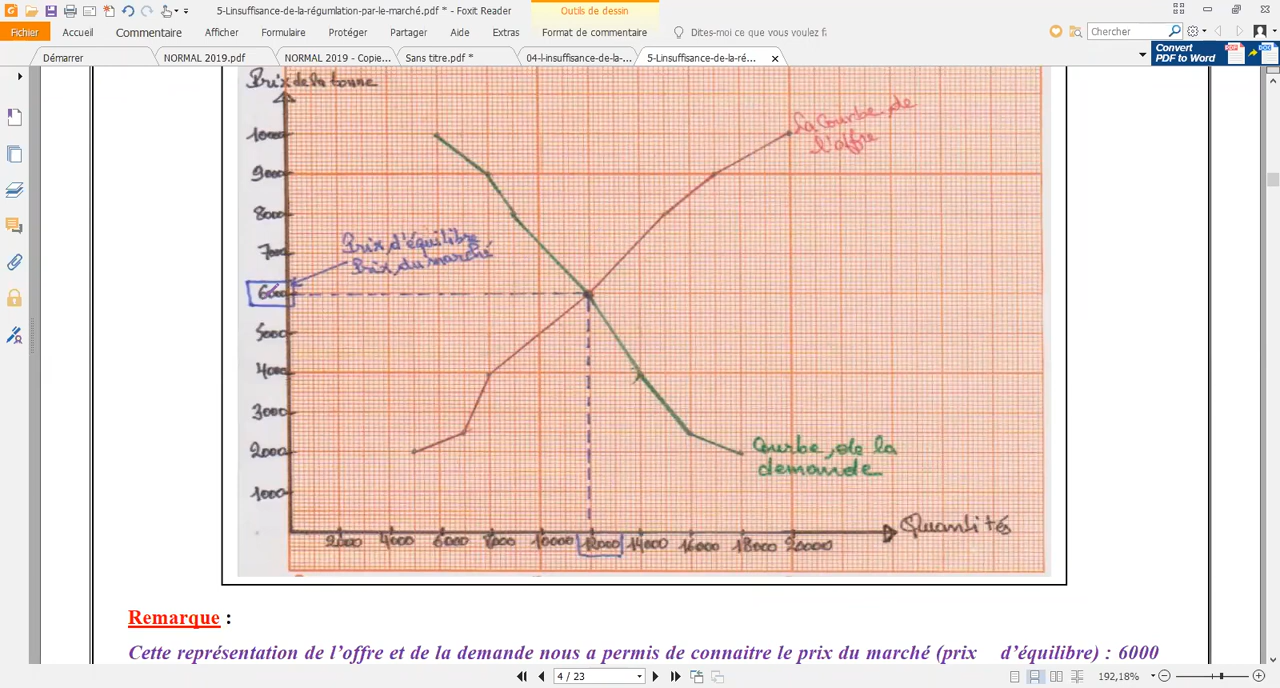 5-Linsuffisance-de-la-régumlation-par-le-marché.pdf * - Foxit Reader
Outils de dessin
Fichier Accueil Commentaire Afficher Formulaire Protéger Partager Aide Extras Format de commentaire Dites-moi ce que vous voulez fa
Chercher
Démarrer NORMAL 2019.pdf NORMAL 2019 - Copie... Sans titre.pdf * 04-l-insuffisance-de-la-... 5-Linsuffisance-de-la-ré...
Convert
PDF to Word
Prix de la tonne
La Courbe de
l'offre
10000
9000
8000
Prix d'équilibre
Prix du marché
7000
6000
5000
4000
3000
2000
Courbe de la
demande
1000
Quantités
2000 4000 6000 8000 10000 12000 14000 16000 18000 20000
Remarque :
Cette représentation de l’offre et de la demande nous a permis de connaitre le prix du marché (prix d’équilibre) : 6000
4 / 23
192,18%